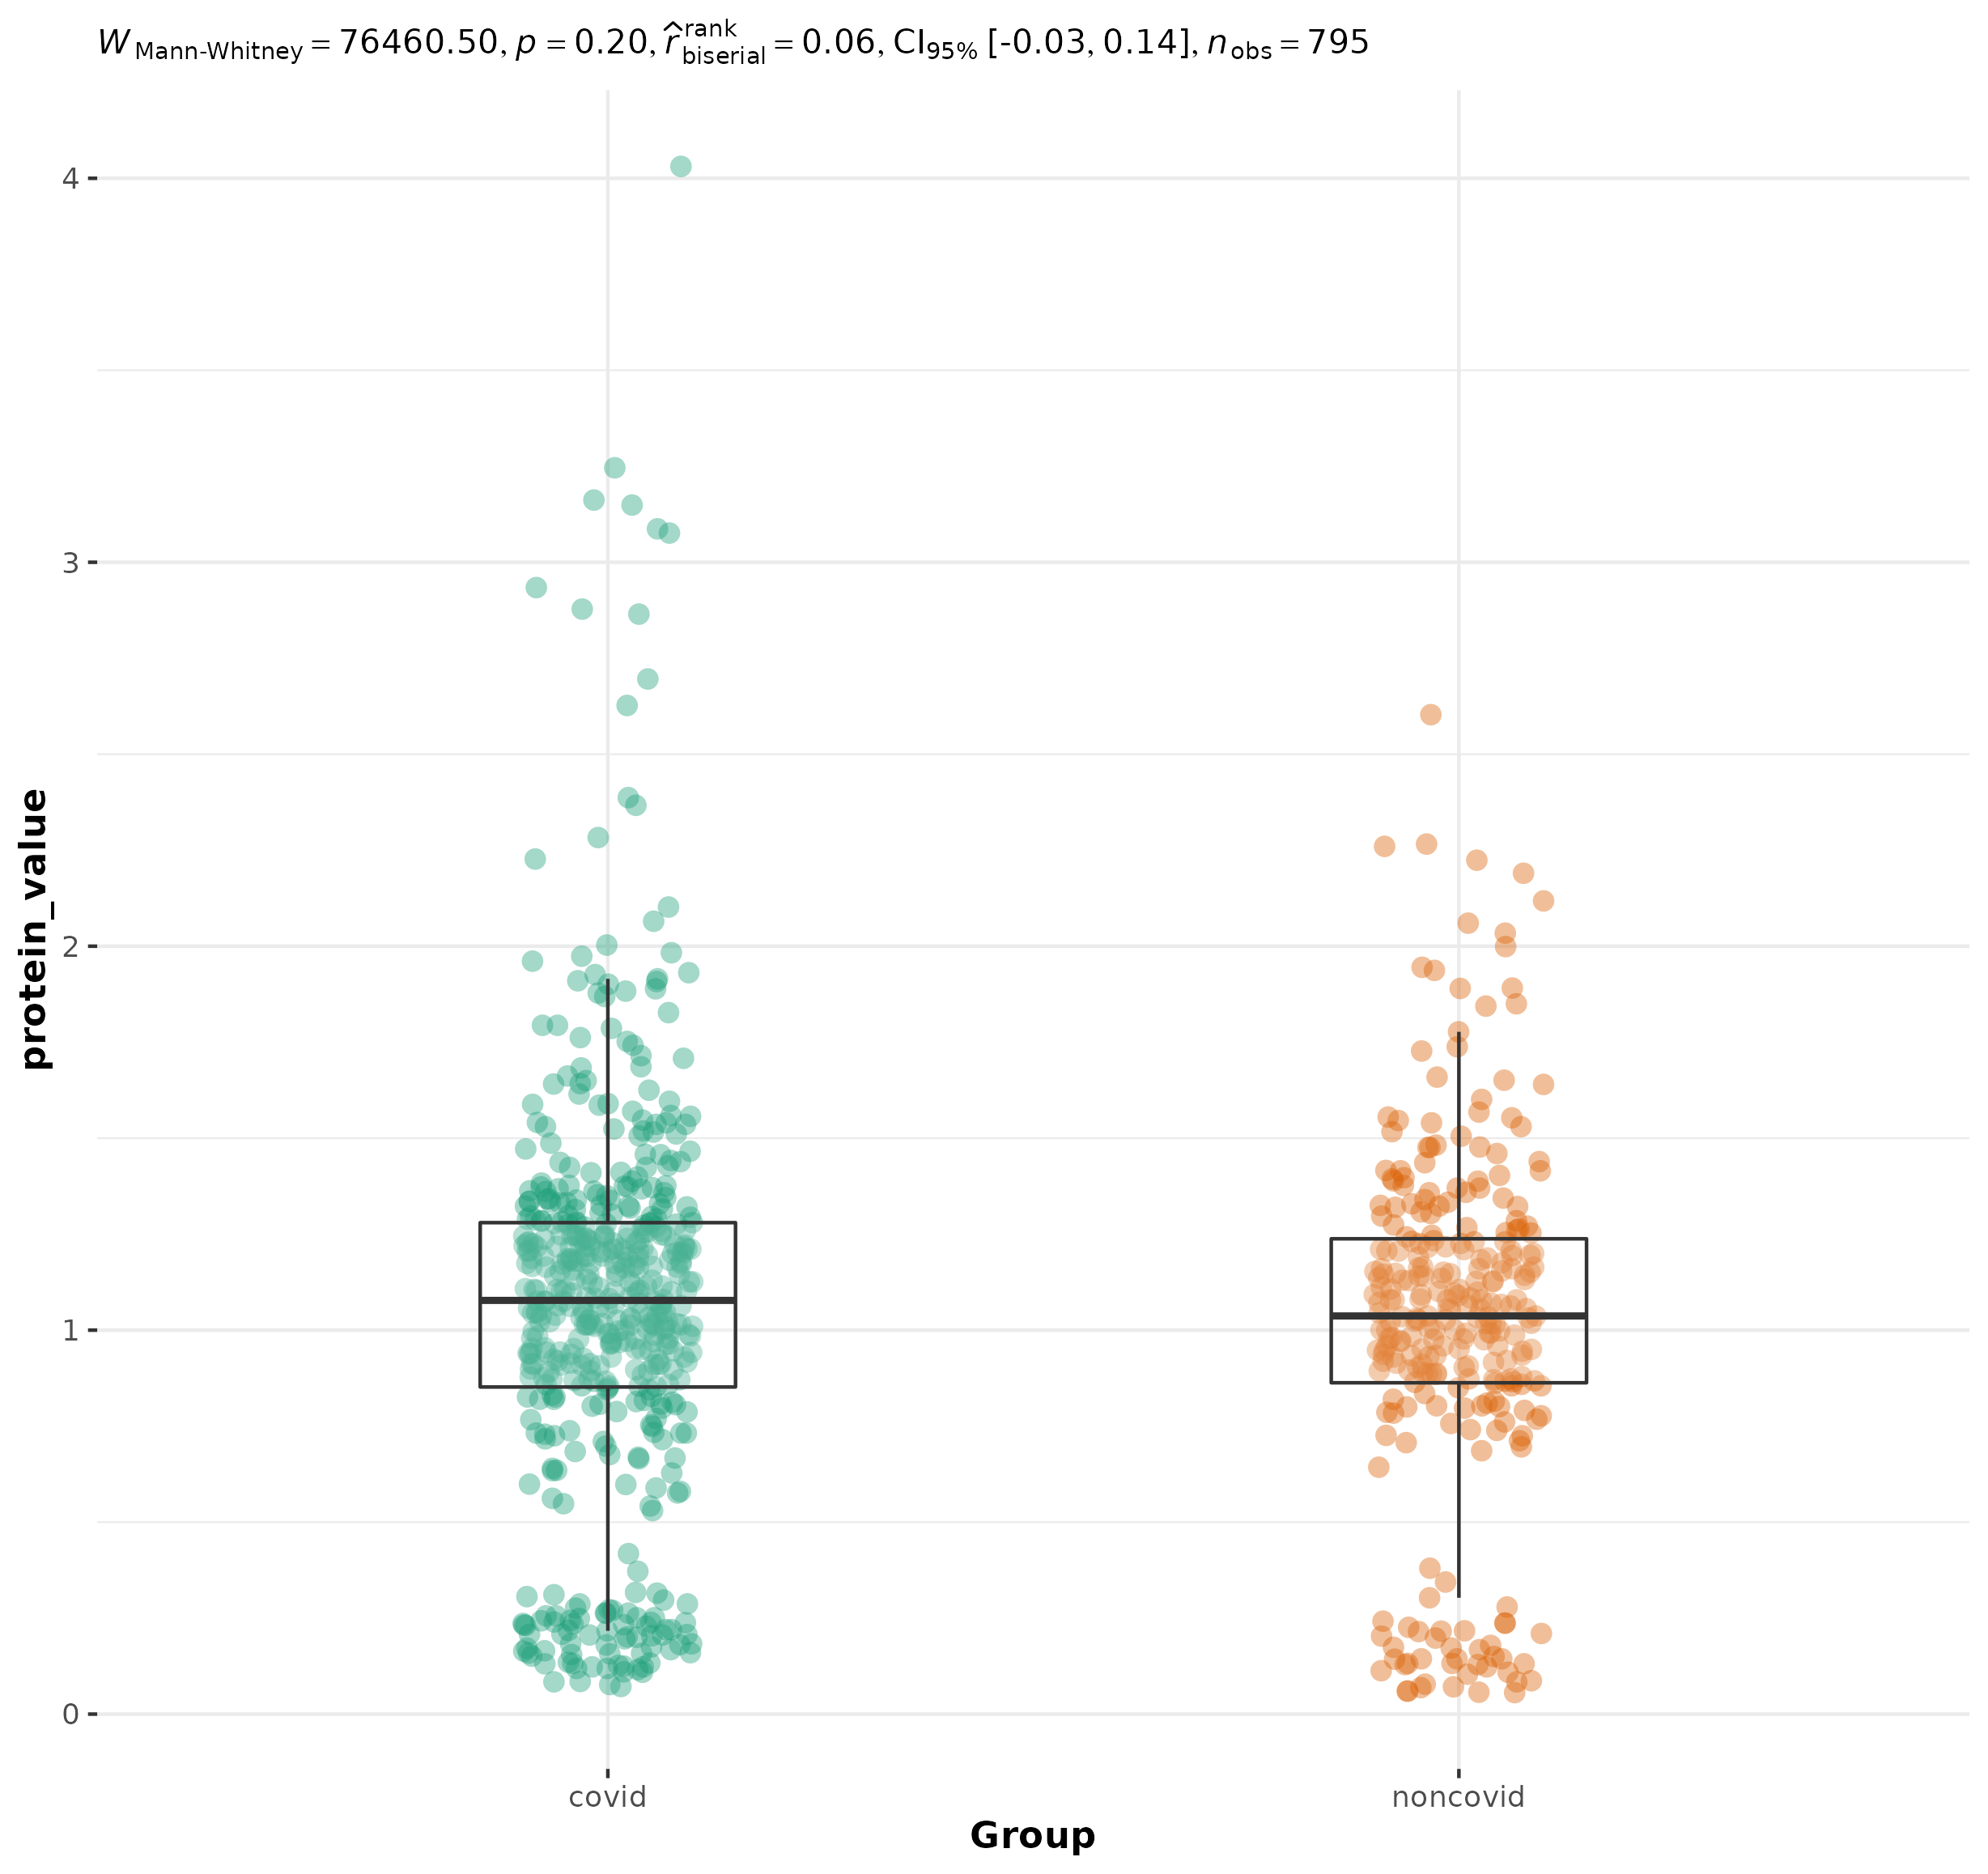 W Mann-Whitney = 76460.50, p = 0.20, r̂ rank biserial = 0.06, CI95% [-0.03, 0.14], n obs = 795
4
3
2
1
0
protein_value
covid
noncovid
Group